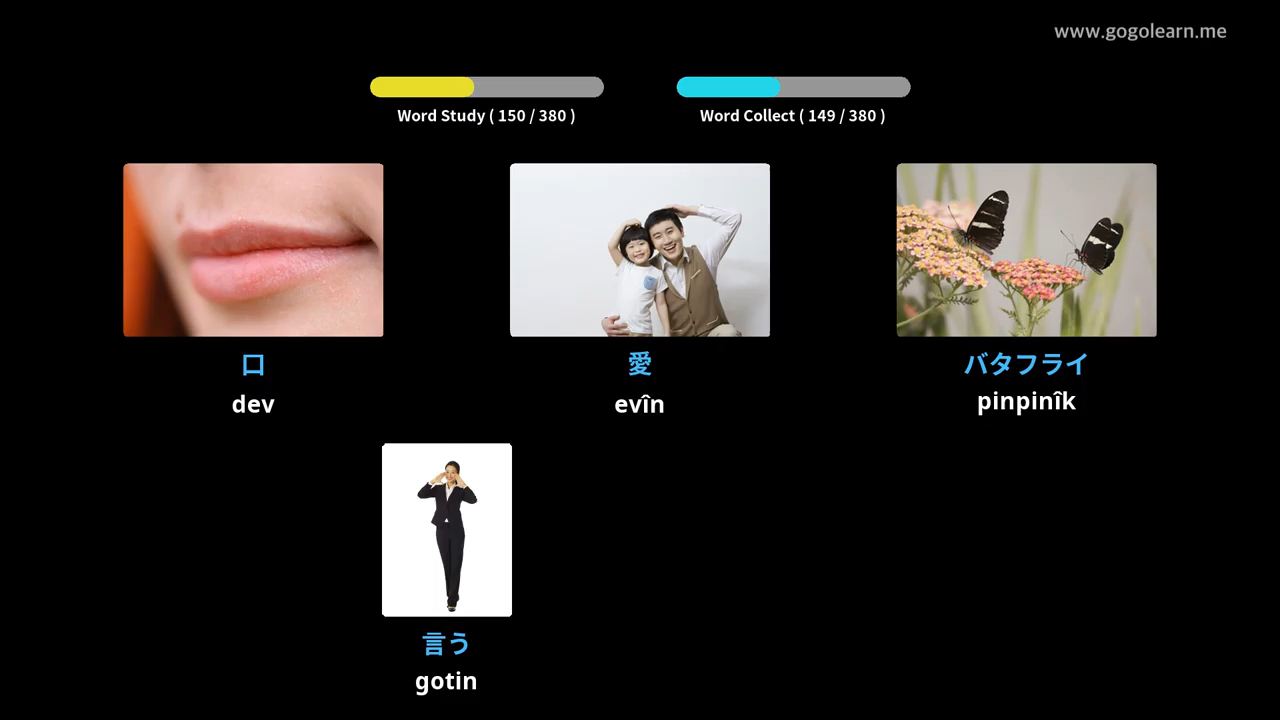 www.gogolearn.me
Word Study ( 150 / 380 )
Word Collect ( 149 / 380 )
口
愛
バタフライ
dev
evîn
pinpinîk
言う
gotin